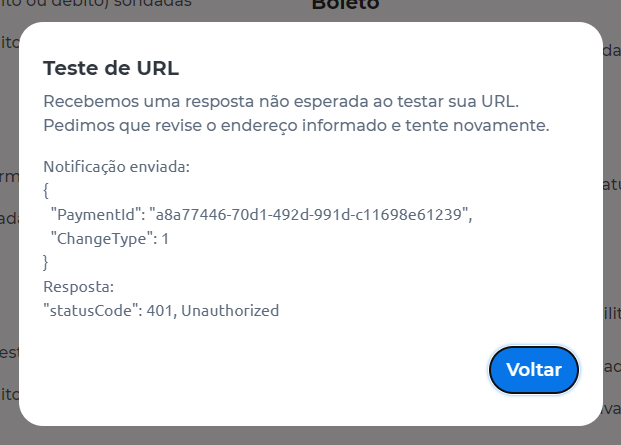 ito ou débito) sondadas
Boleto
Teste de URL
Recebemos uma resposta não esperada ao testar sua URL.
Pedimos que revise o endereço informado e tente novamente.
Notificação enviada:
{
"PaymentId": "a8a77446-70d1-492d-991d-c11698e61239",
"ChangeType": 1
}
Resposta:
"statusCode": 401, Unauthorized
Voltar